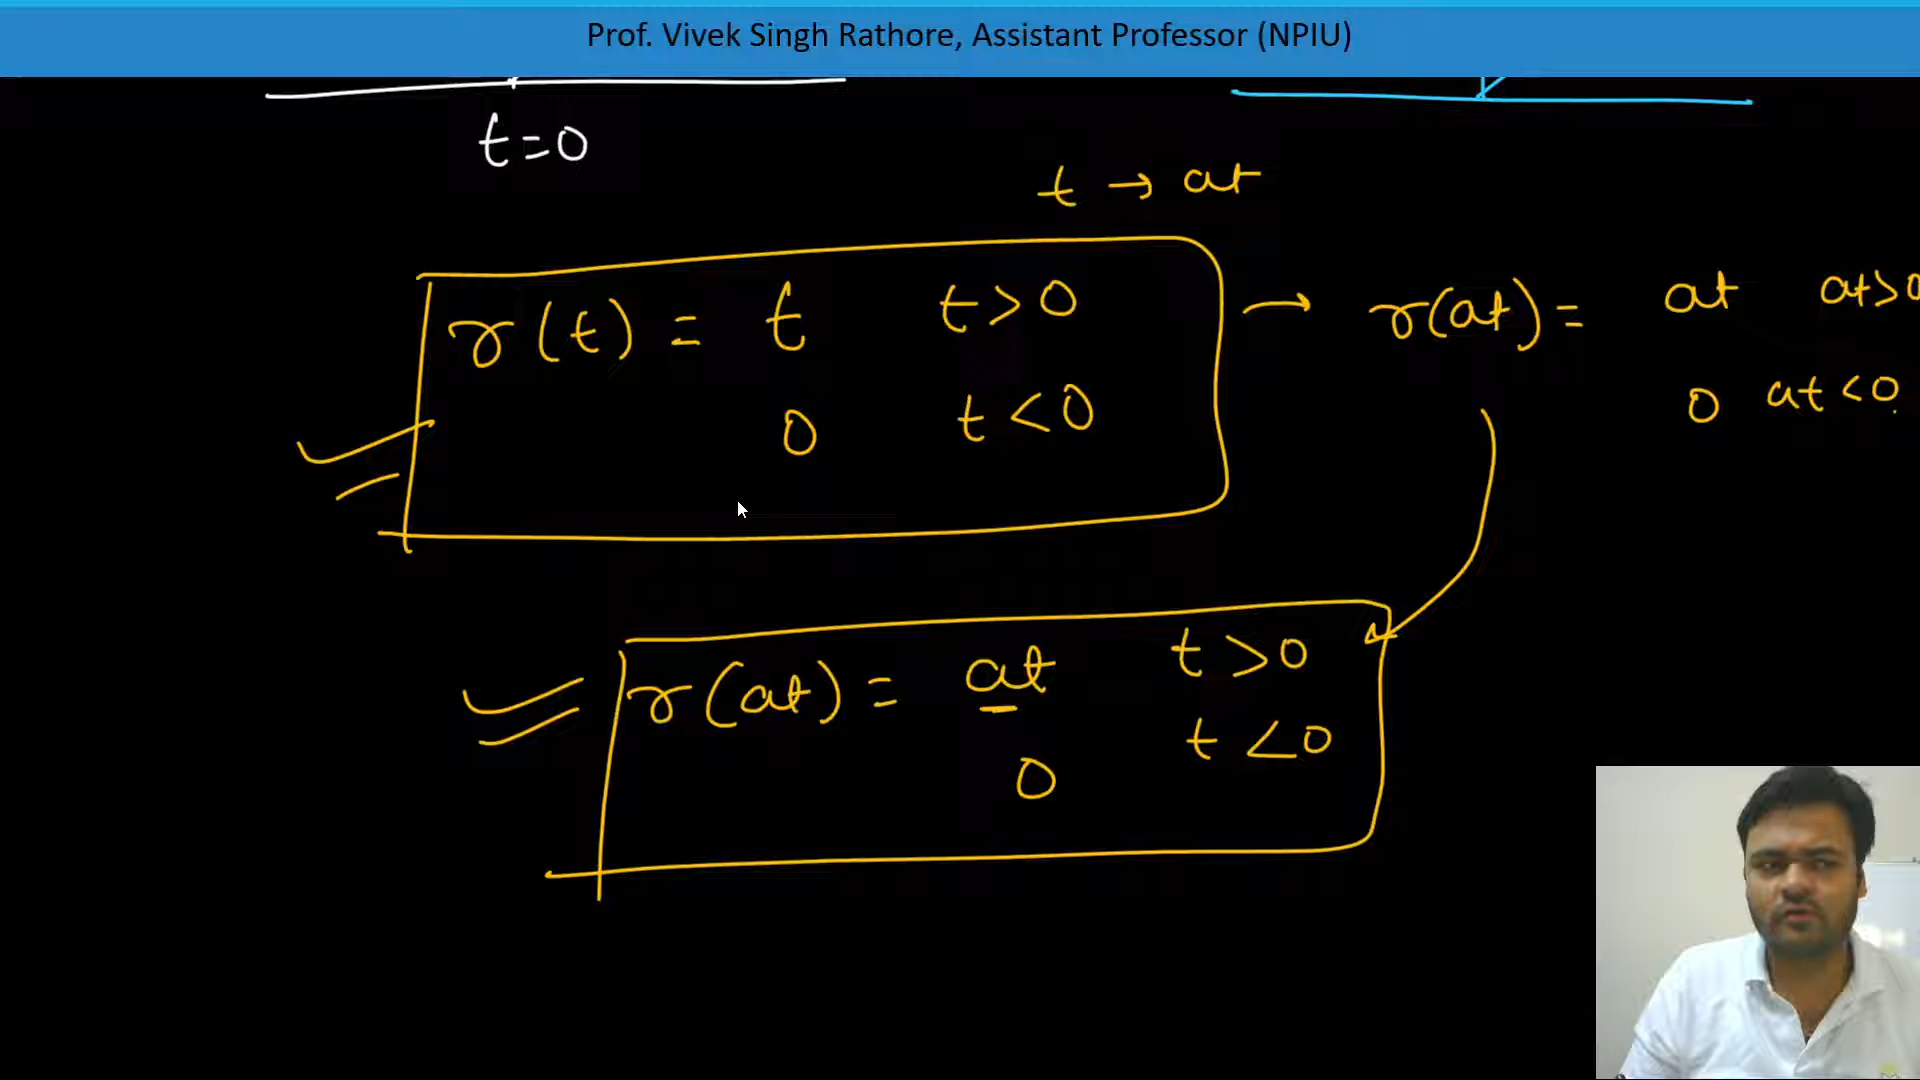 Prof. Vivek Singh Rathore, Assistant Professor (NPIU)
t=0
t → at
r(t) = t t>0 → r(at) = at at>0
0 t<0 0 at<0
r(at) = at t>0
0 t<0